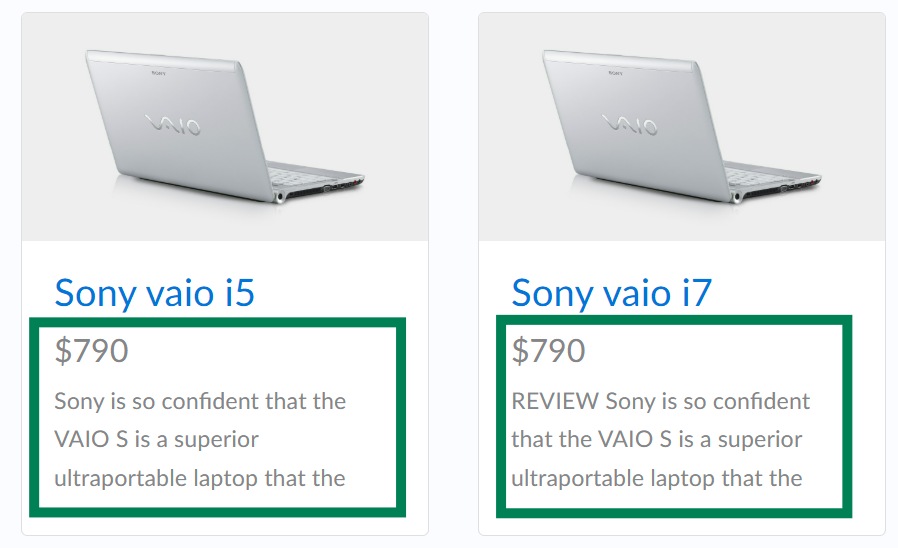 SONY
VAIO
Sony vaio i5
$790
Sony is so confident that the
VAIO S is a superior
ultraportable laptop that the
SONY
VAIO
Sony vaio i7
$790
REVIEW Sony is so confident
that the VAIO S is a superior
ultraportable laptop that the